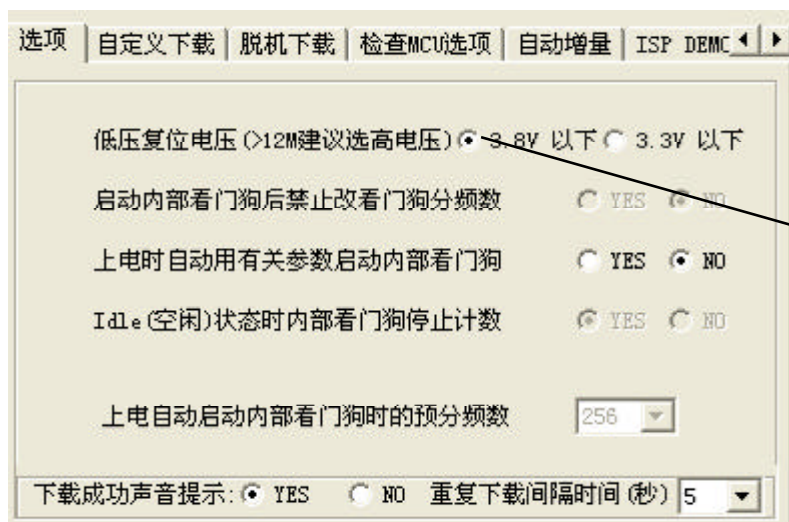 选项 自定义下载 脱机下载 检查MCU选项 自动增量 ISP DEMO
低压复位电压(>12M建议选高电压) 3.8V 以下 3.3V 以下
启动内部看门狗后禁止改看门狗分频数 YES NO
上电时自动用有关参数启动内部看门狗 YES NO
Idle(空闲)状态时内部看门狗停止计数 YES NO
上电自动启动内部看门狗时的预分频数 256
下载成功声音提示: YES NO 重复下载间隔时间(秒) 5